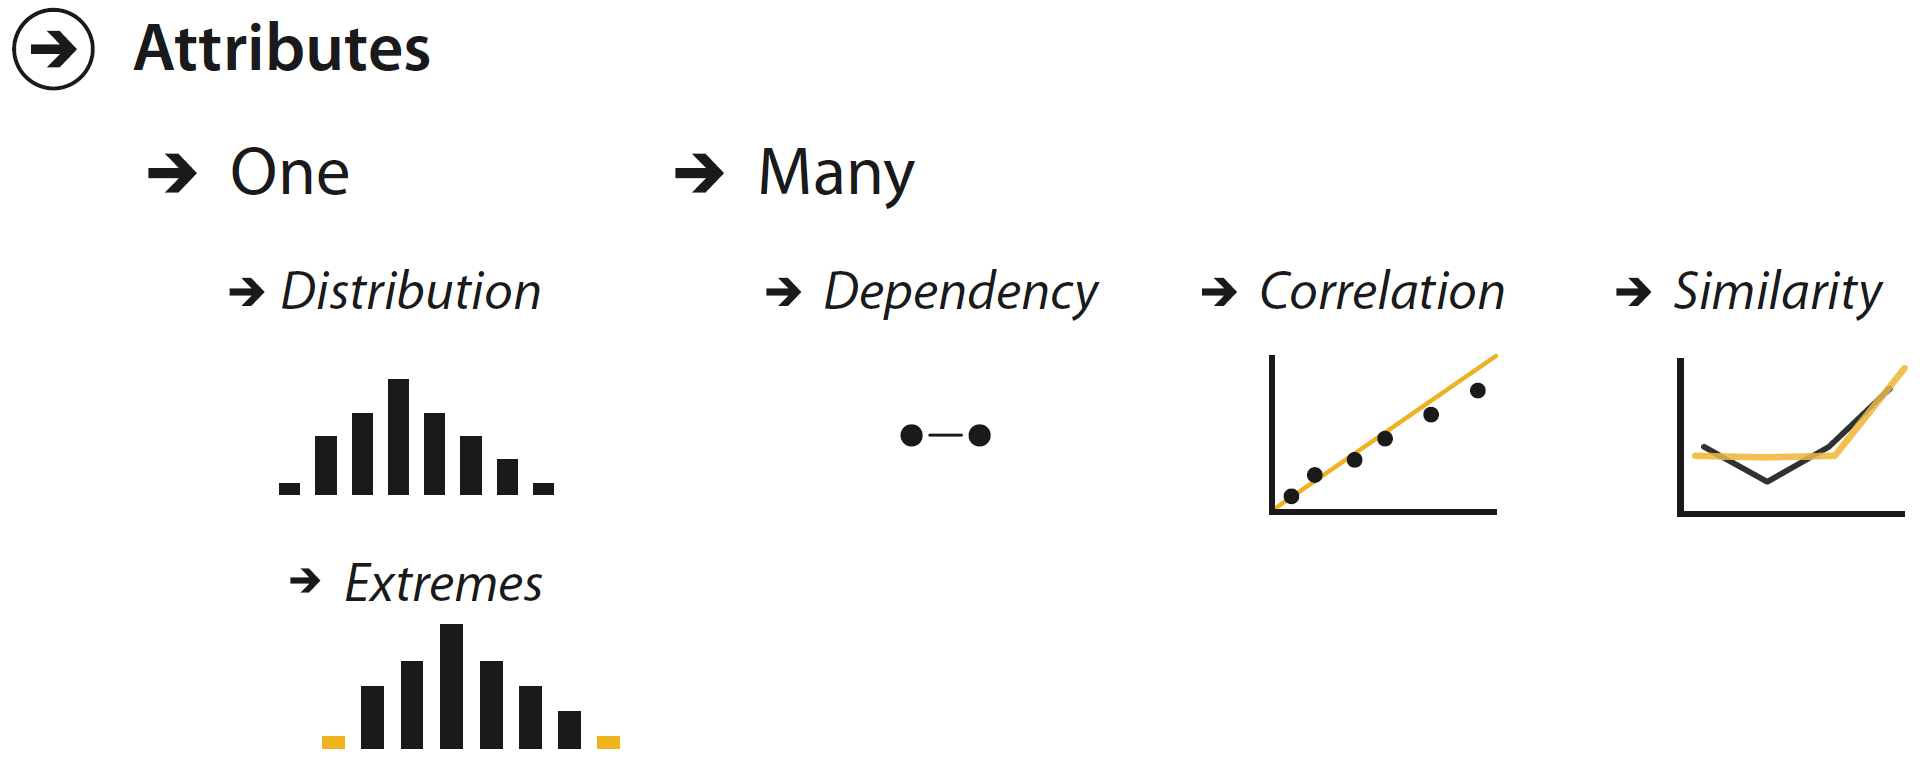 Attributes
One
Many
Distribution
Dependency
Correlation
Similarity
Extremes